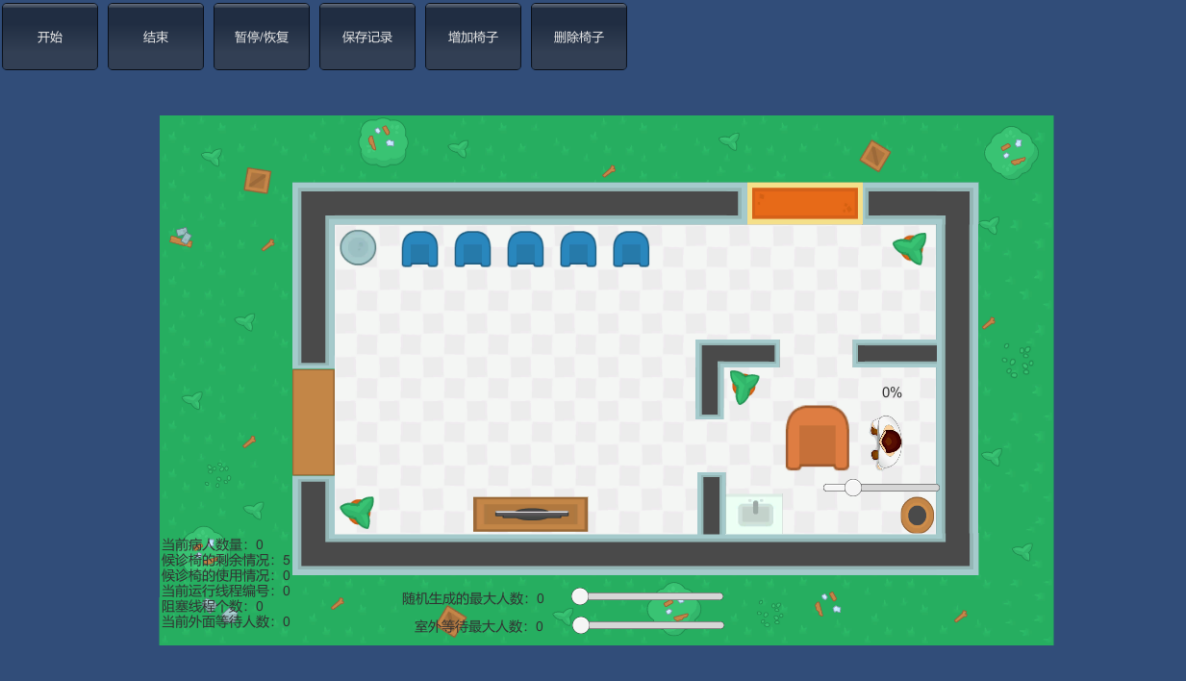 开始
结束
暂停/恢复
保存记录
增加椅子
删除椅子
0%
当前病人数量：0
候诊椅的剩余情况：5
候诊椅的使用情况：0
当前运行线程编号：0
阻塞线程个数：0
当前外面等待人数：0
随机生成的最大人数：0
室外等待最大人数：0